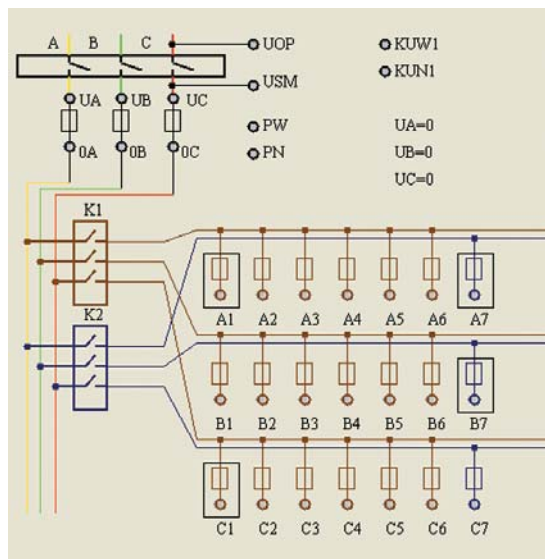 A B C UOP KUW1
KUN1
USM
UA UB UC
PW UA=0
0A 0B 0C PN UB=0
UC=0
K1
K2
A1 A2 A3 A4 A5 A6 A7
B1 B2 B3 B4 B5 B6 B7
C1 C2 C3 C4 C5 C6 C7